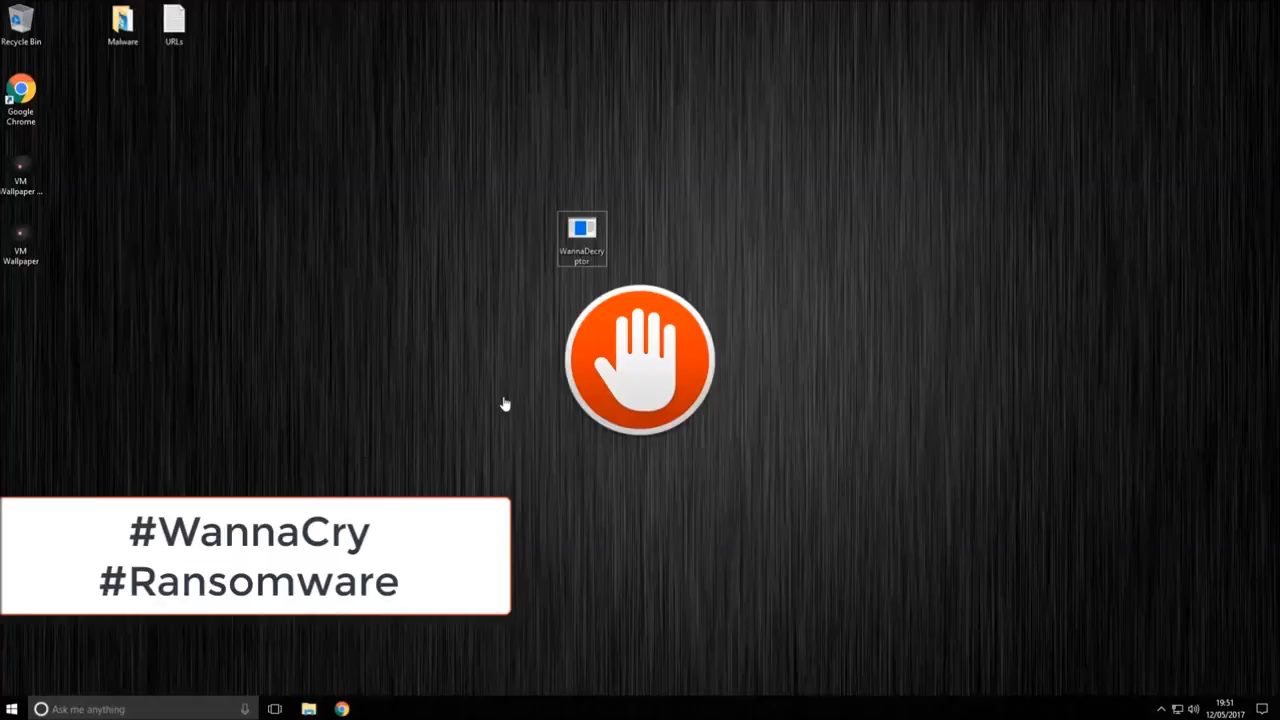 Recycle Bin
Malware
URLs
Google
Chrome
VM
Wallpaper ...
VM
Wallpaper
WannaDecry
ptor
#WannaCry
#Ransomware
Ask me anything
19:51
12/05/2017